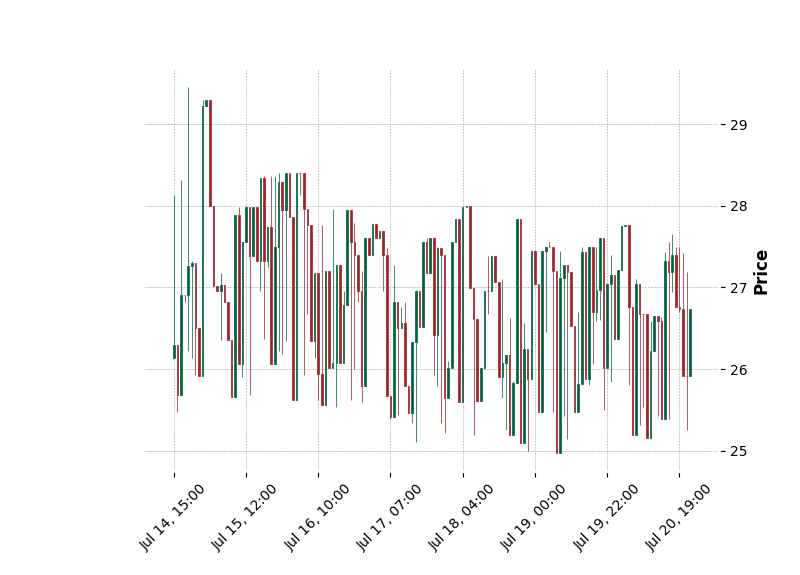 29
28
27
26
25
Price
Jul 14, 15:00
Jul 15, 12:00
Jul 16, 10:00
Jul 17, 07:00
Jul 18, 04:00
Jul 19, 00:00
Jul 19, 22:00
Jul 20, 19:00